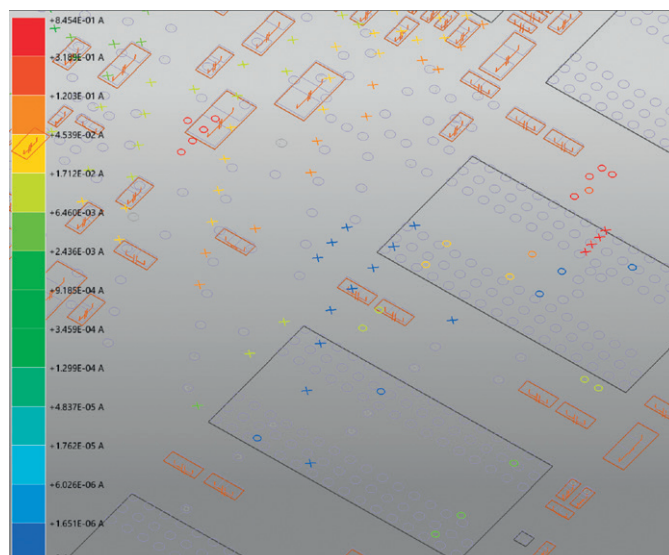 +8.454E-01 A
+3.189E-01 A
+1.203E-01 A
+4.539E-02 A
+1.712E-02 A
+6.460E-03 A
+2.436E-03 A
+9.185E-04 A
+3.459E-04 A
+1.299E-04 A
+4.837E-05 A
+1.762E-05 A
+6.026E-06 A
+1.651E-06 A